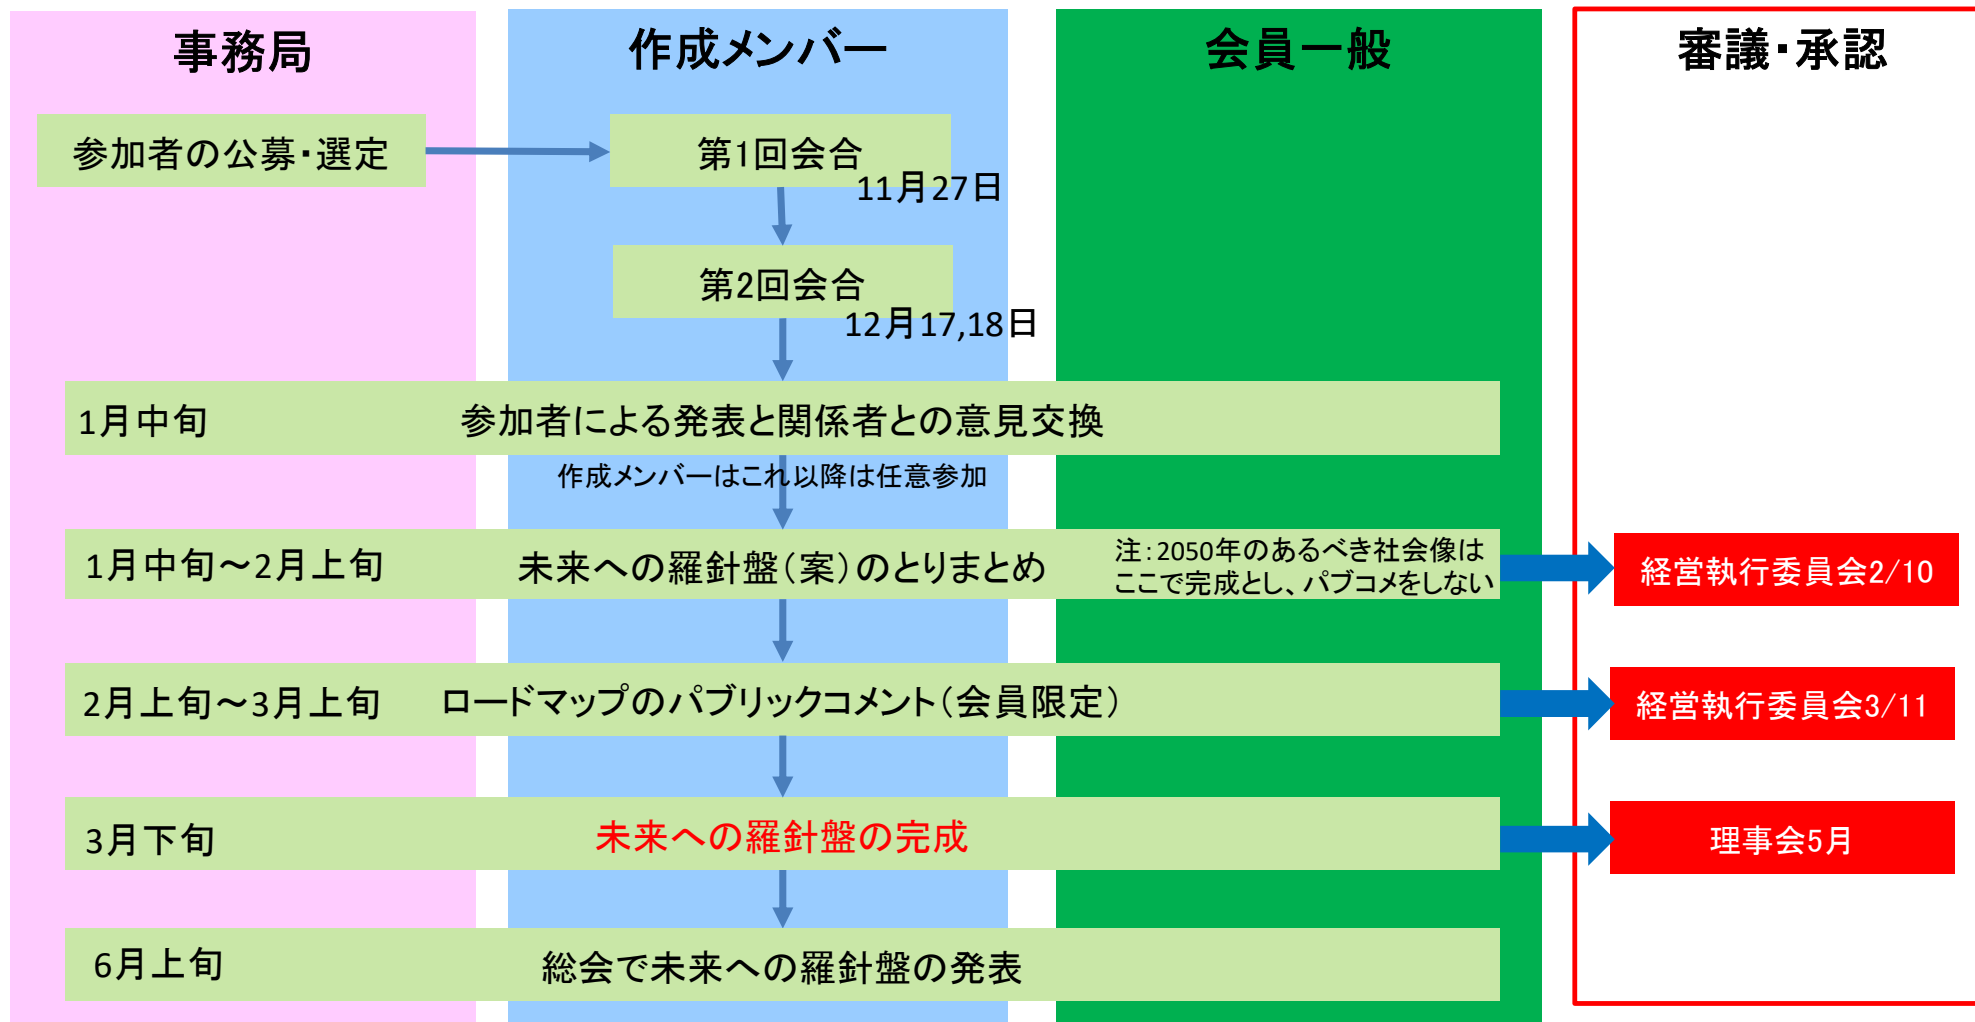 事務局
作成メンバー
会員一般
審議・承認
参加者の公募・選定
第1回会合
11月27日
第2回会合
12月17,18日
1月中旬
参加者による発表と関係者との意見交換
作成メンバーはこれ以降は任意参加
1月中旬～2月上旬
未来への羅針盤（案）のとりまとめ
注：2050年のあるべき社会像は
ここで完成とし、パブコメをしない
経営執行委員会2/10
2月上旬～3月上旬
ロードマップのパブリックコメント（会員限定）
経営執行委員会3/11
3月下旬
未来への羅針盤の完成
理事会5月
6月上旬
総会で未来への羅針盤の発表